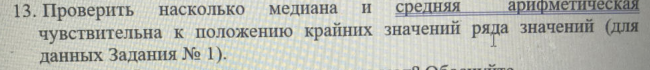 13. Проверить насколько медиана и средняя арифметическая
чувствительна к положению крайних значений ряда значений (для
данных Задания № 1).